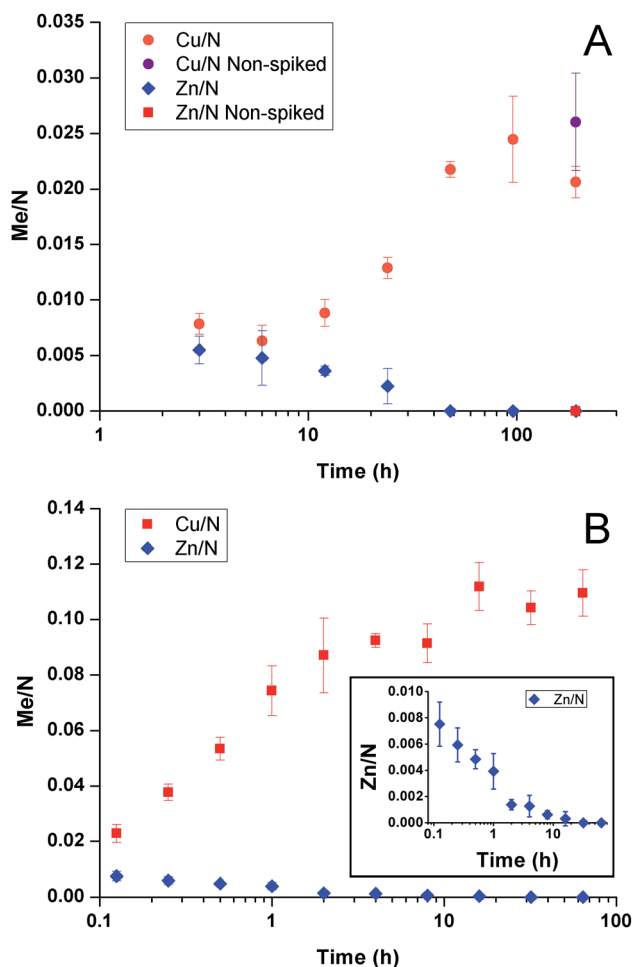 A
Cu/N
Cu/N Non-spiked
Zn/N
Zn/N Non-spiked
0.035
0.030
0.025
0.020
0.015
0.010
0.005
0.000
Me/N
1 10 100
Time (h)
B
Cu/N
Zn/N
0.14
0.12
0.10
0.08
0.06
0.04
0.02
0.00
Me/N
Zn/N
0.010
0.008
0.006
0.004
0.002
0.000
Zn/N
0.1 1 10
Time (h)
0.1 1 10 100
Time (h)